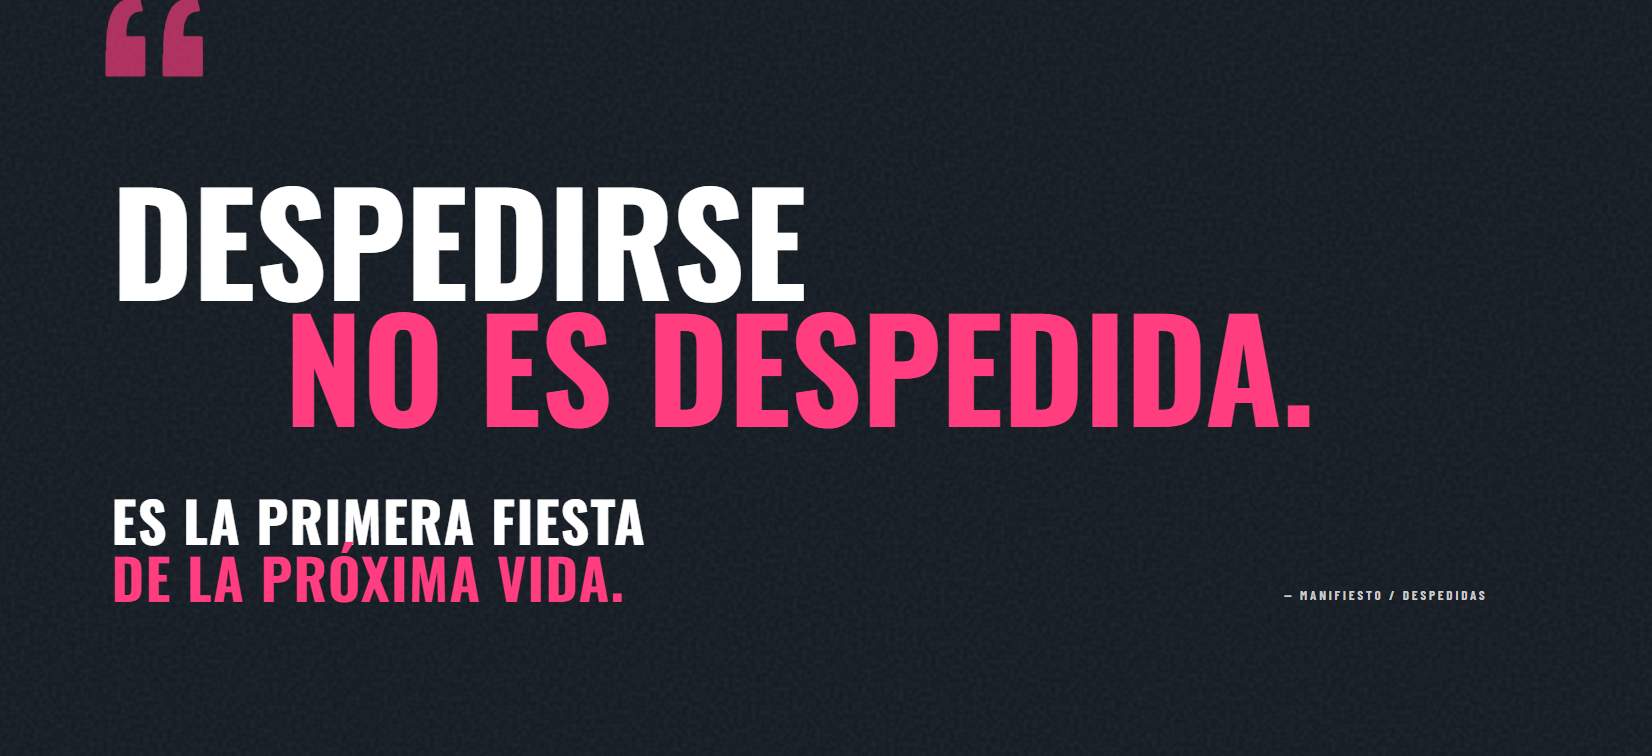 “
DESPEDIRSE
NO ES DESPEDIDA.
ES LA PRIMERA FIESTA
DE LA PRÓXIMA VIDA.
— MANIFIESTO / DESPEDIDAS